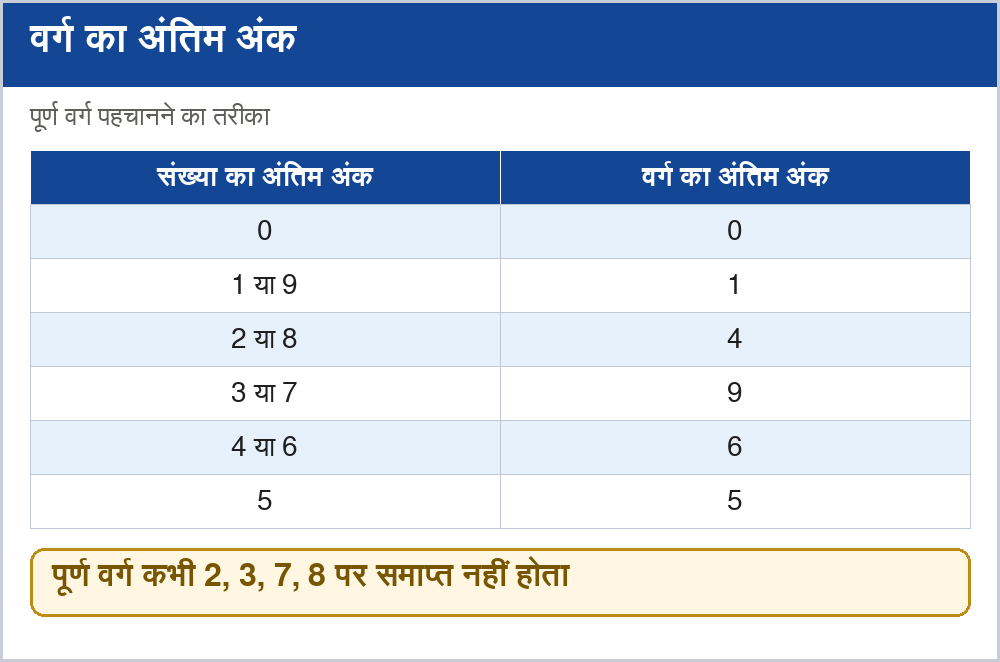 वर्ग का अंतिम अंक
पूर्ण वर्ग पहचानने का तरीका
संख्या का अंतिम अंक वर्ग का अंतिम अंक
0 0
1 या 9 1
2 या 8 4
3 या 7 9
4 या 6 6
5 5
पूर्ण वर्ग कभी 2, 3, 7, 8 पर समाप्त नहीं होता